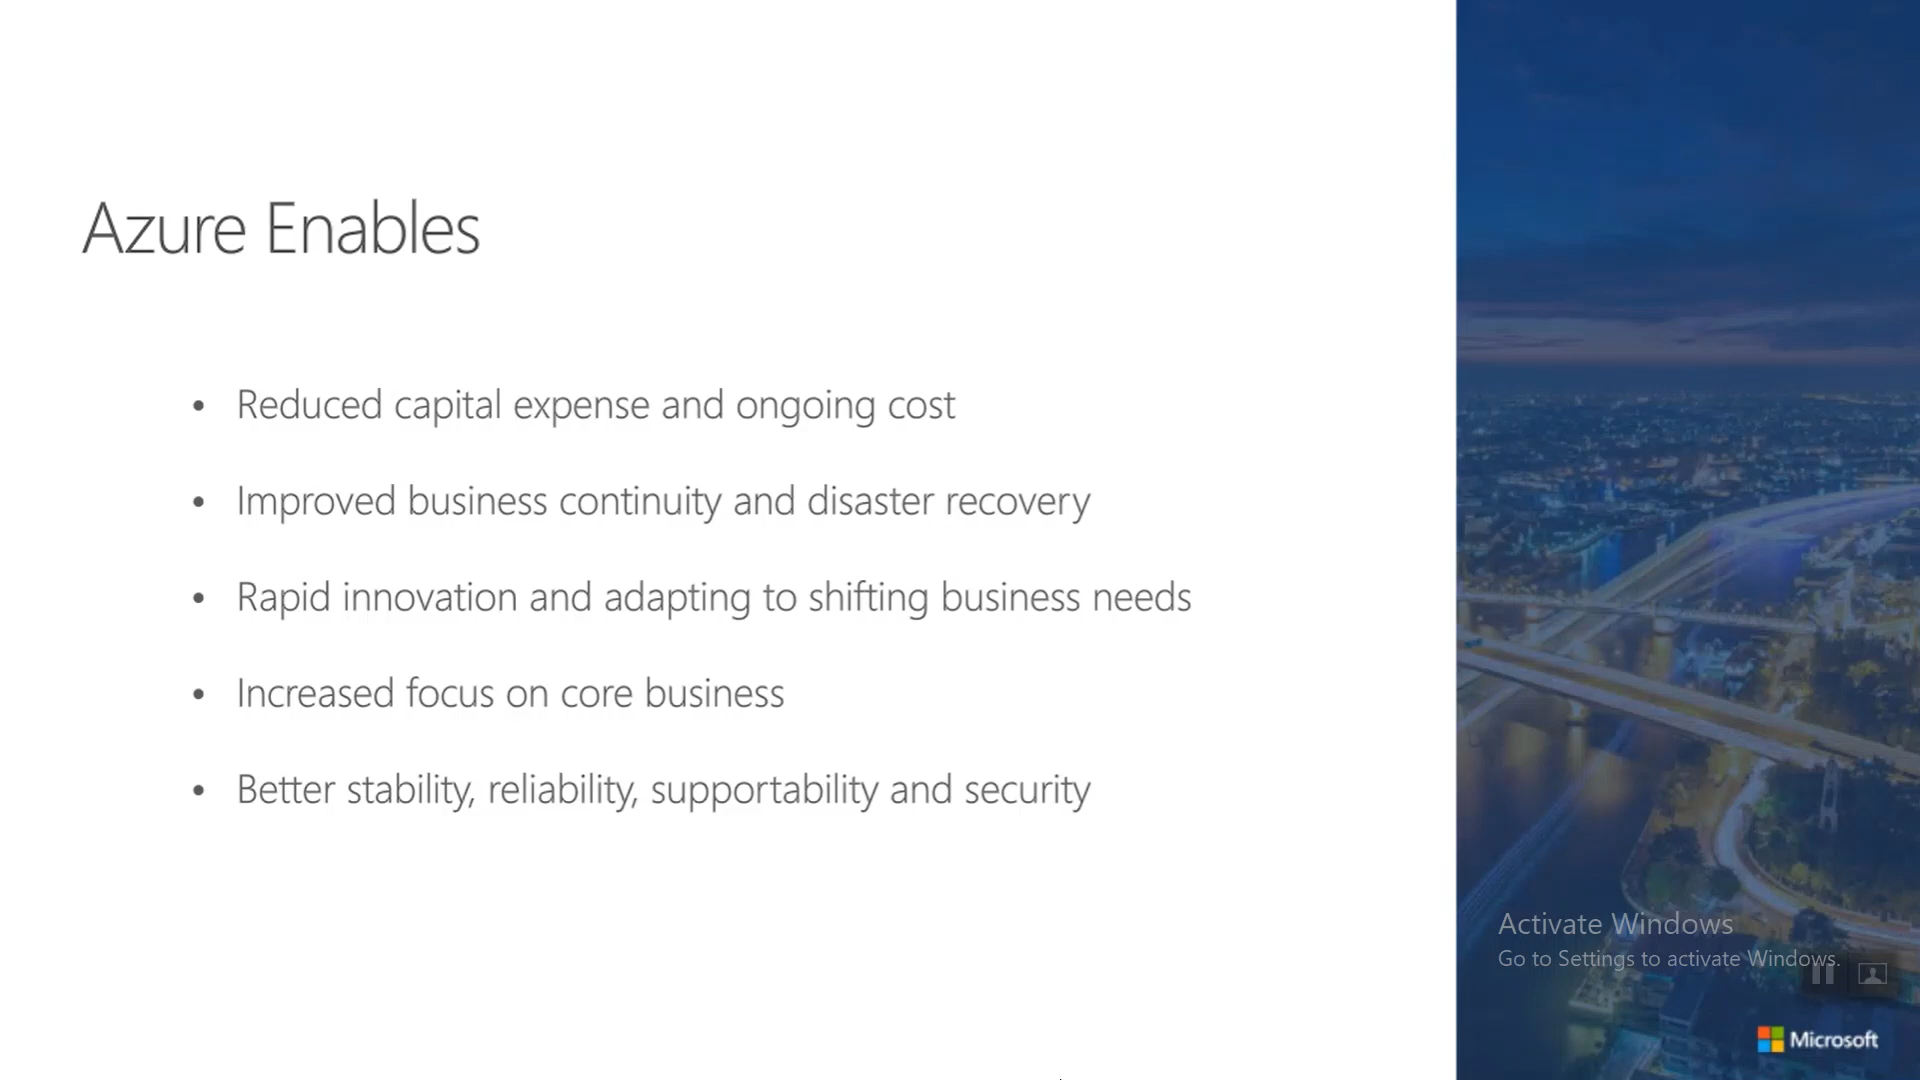 Azure Enables
• Reduced capital expense and ongoing cost
• Improved business continuity and disaster recovery
• Rapid innovation and adapting to shifting business needs
• Increased focus on core business
• Better stability, reliability, supportability and security
Activate Windows
Go to Settings to activate Windows.
Microsoft